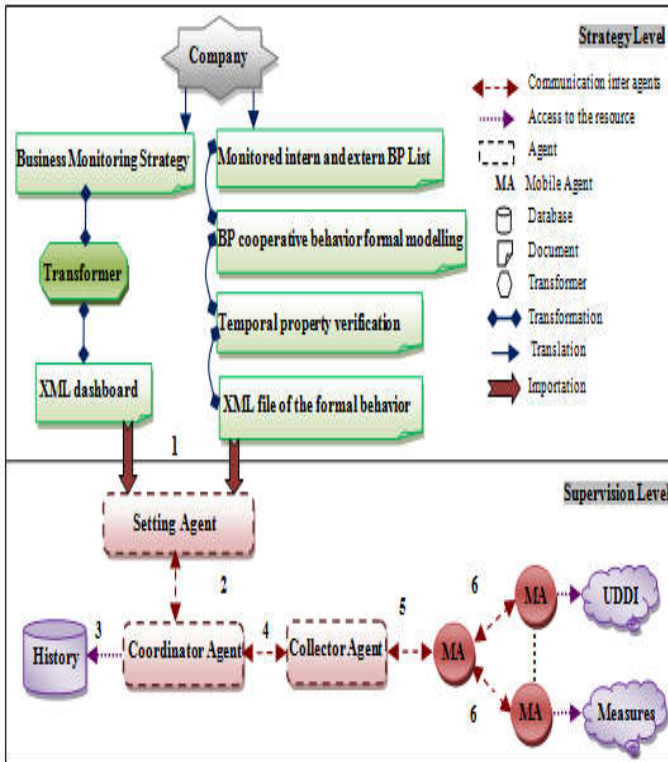 Strategy Level
Company
Communication inter agents
Access to the resource
Agent
MA Mobile Agent
Database
Document
Transformer
Transformation
Translation
Importation
Business Monitoring Strategy
Monitored intern and extern BP List
BP cooperative behavior formal modelling
Transformer
Temporal property verification
XML dashboard
XML file of the formal behavior
1
Supervision Level
Setting Agent
2
6
MA
UDDI
3
History
Coordinator Agent
4
Collector Agent
5
MA
6
MA
Measures